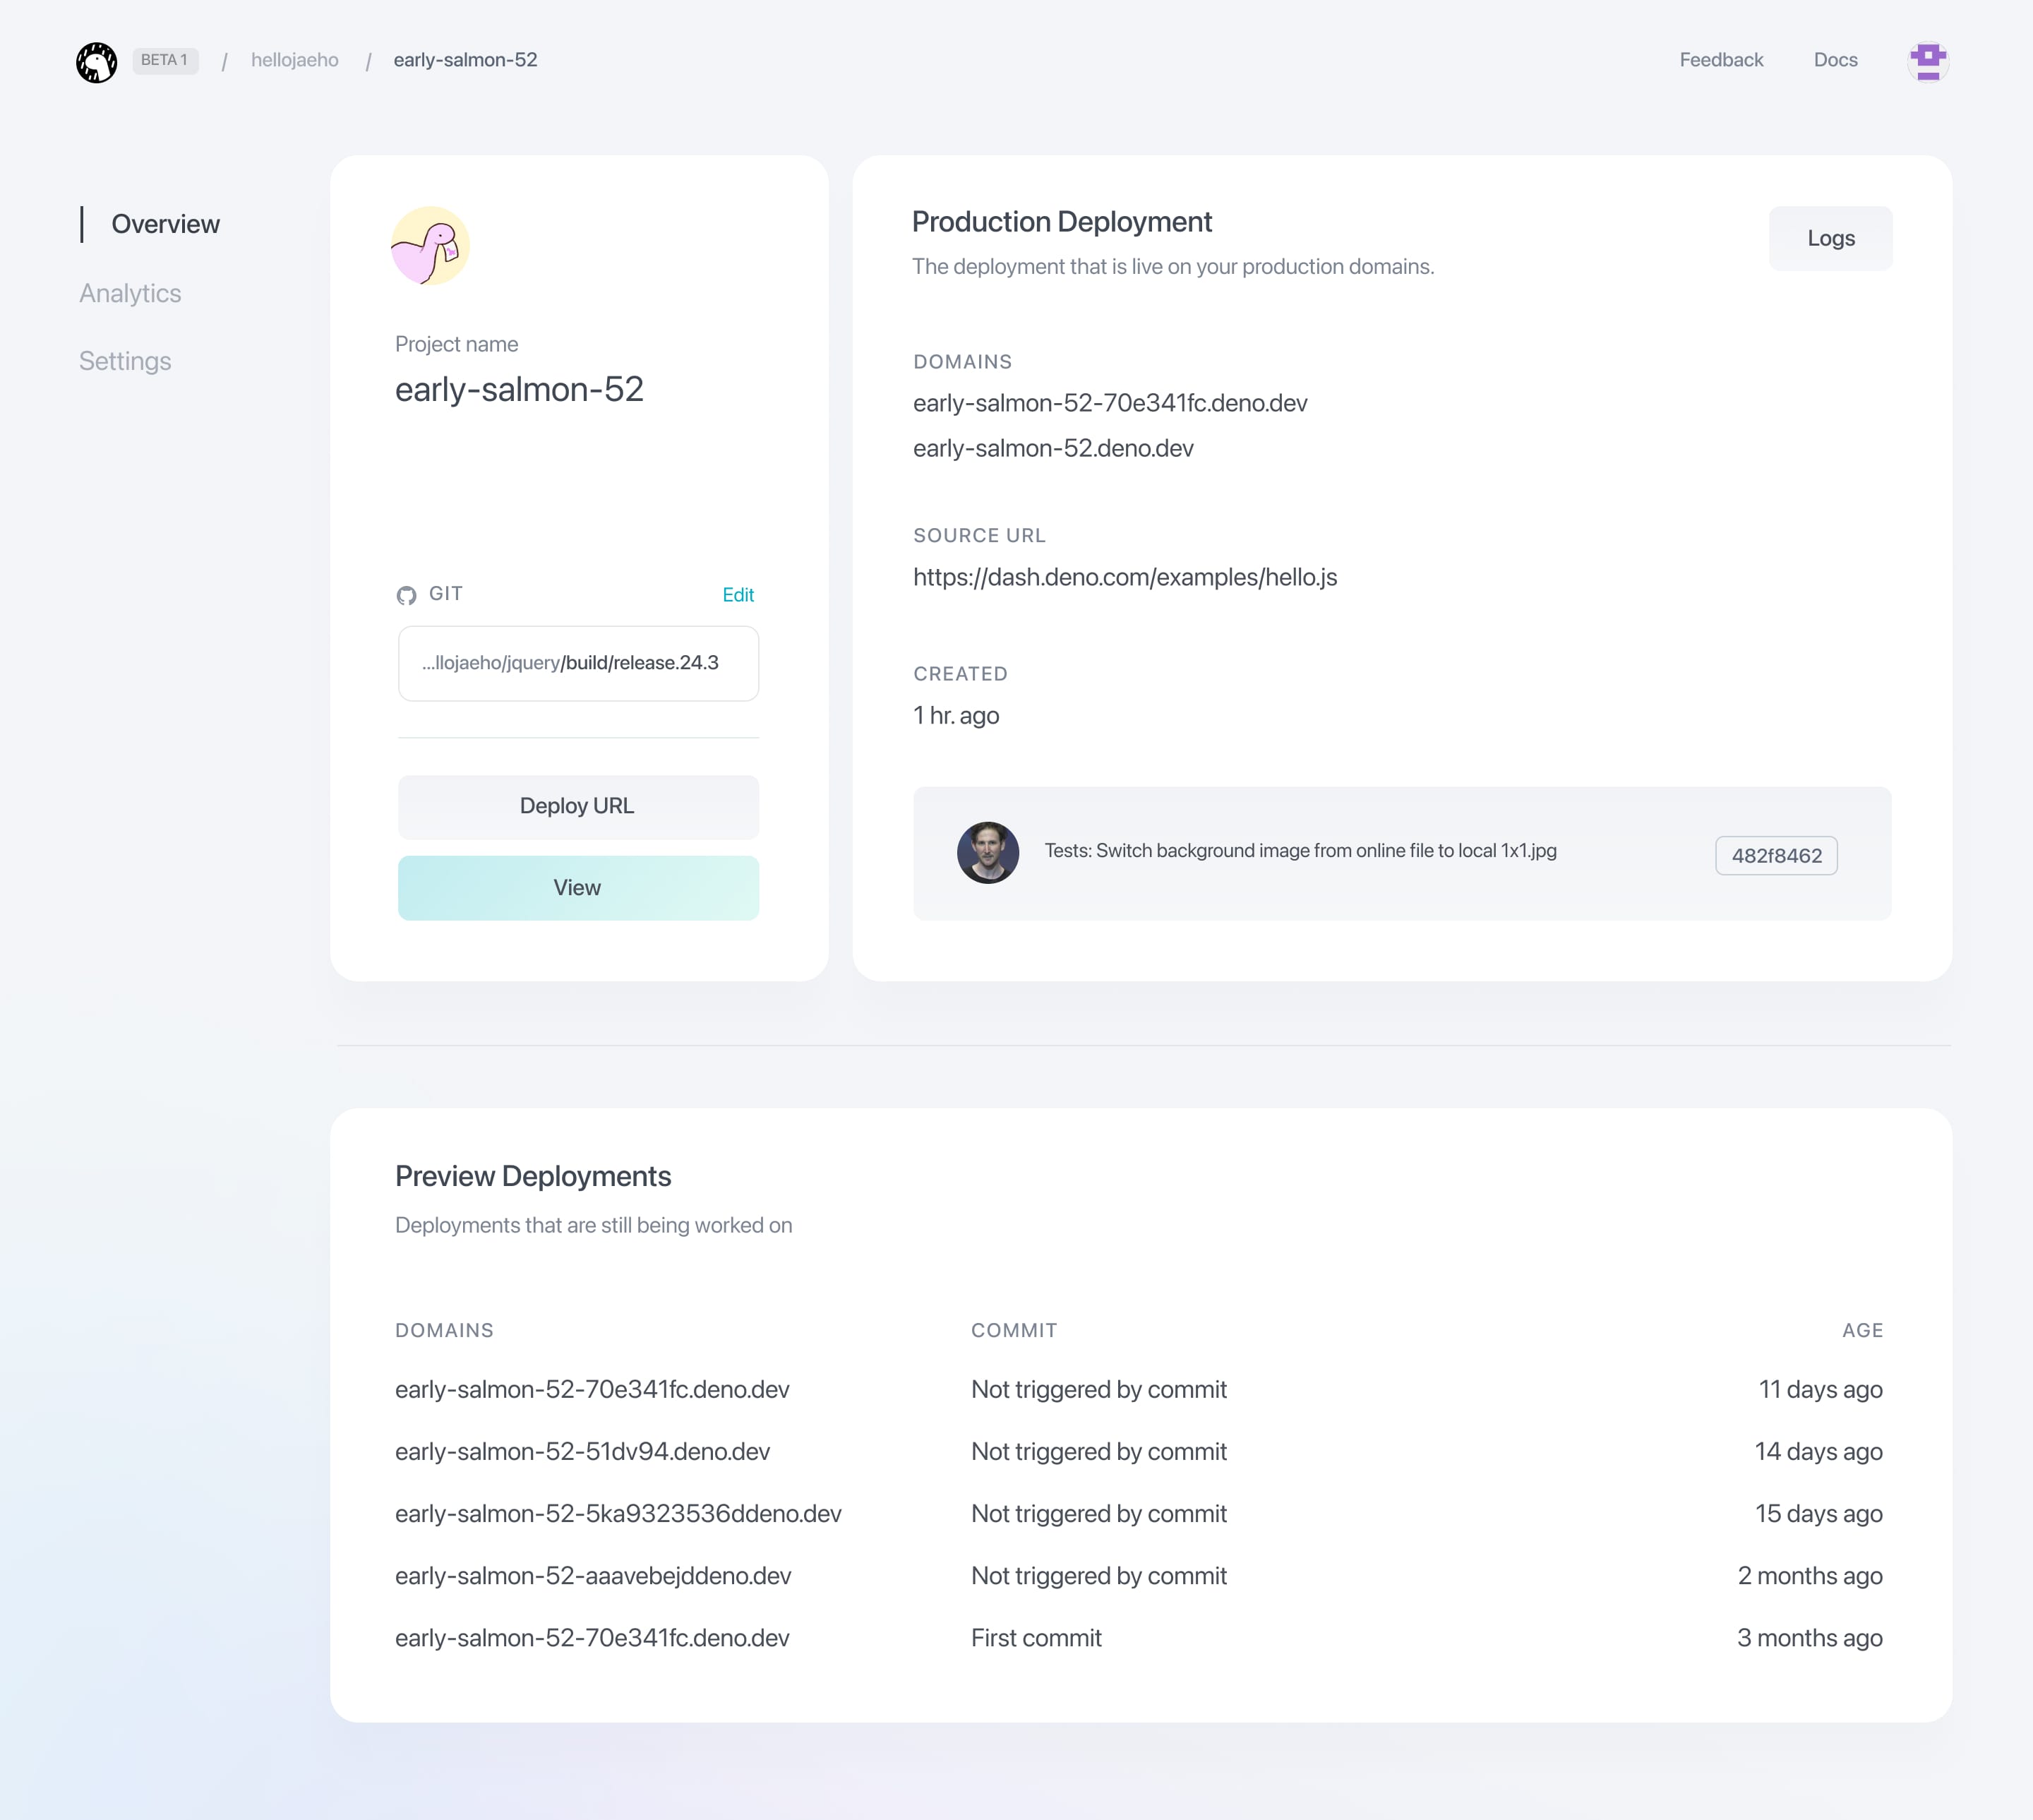 BETA 1 / hellojaeho / early-salmon-52
Feedback Docs
Overview
Analytics
Settings
Project name
early-salmon-52
GIT Edit
...llojaeho/jquery/build/release.24.3
Deploy URL
View
Production Deployment
Logs
The deployment that is live on your production domains.
DOMAINS
early-salmon-52-70e341fc.deno.dev
early-salmon-52.deno.dev
SOURCE URL
https://dash.deno.com/examples/hello.js
CREATED
1 hr. ago
Tests: Switch background image from online file to local 1x1.jpg 482f8462
Preview Deployments
Deployments that are still being worked on
DOMAINS COMMIT AGE
early-salmon-52-70e341fc.deno.dev Not triggered by commit 11 days ago
early-salmon-52-51dv94.deno.dev Not triggered by commit 14 days ago
early-salmon-52-5ka9323536ddeno.dev Not triggered by commit 15 days ago
early-salmon-52-aaavebejddeno.dev Not triggered by commit 2 months ago
early-salmon-52-70e341fc.deno.dev First commit 3 months ago